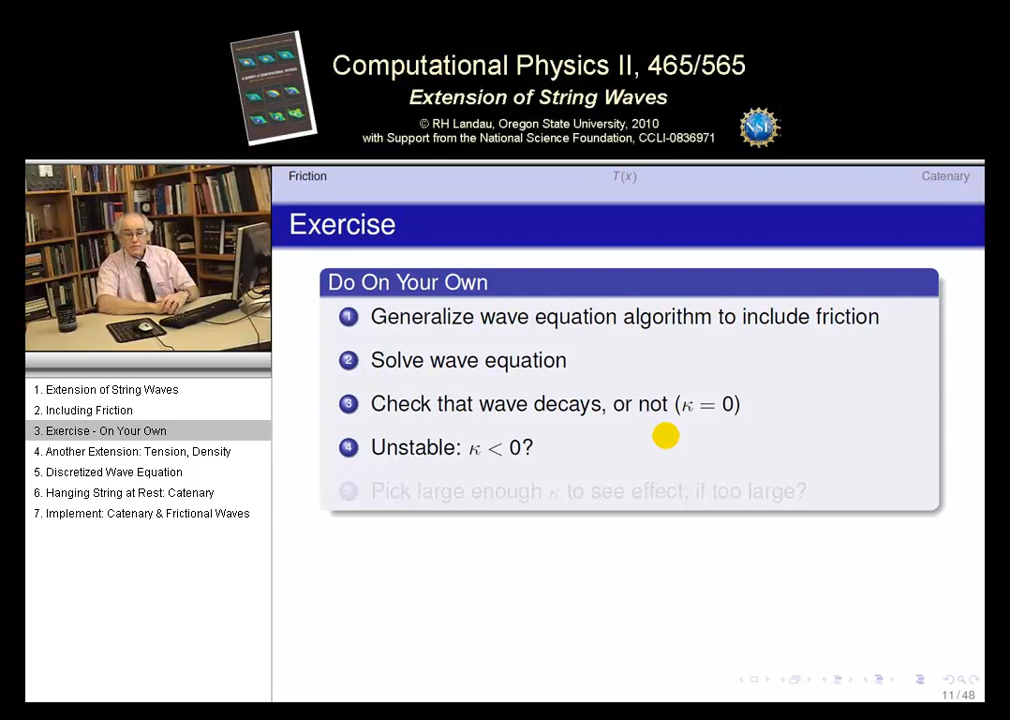 Computational Physics II, 465/565
Extension of String Waves
© RH Landau, Oregon State University, 2010
with Support from the National Science Foundation, CCLI-0836971
NSF
Friction T(x) Catenary
Exercise
Do On Your Own
1 Generalize wave equation algorithm to include friction
2 Solve wave equation
3 Check that wave decays, or not (κ = 0)
4 Unstable: κ < 0?
Pick large enough κ to see effect; if too large?
1. Extension of String Waves
2. Including Friction
3. Exercise - On Your Own
4. Another Extension: Tension, Density
5. Discretized Wave Equation
6. Hanging String at Rest: Catenary
7. Implement: Catenary & Frictional Waves
11/48